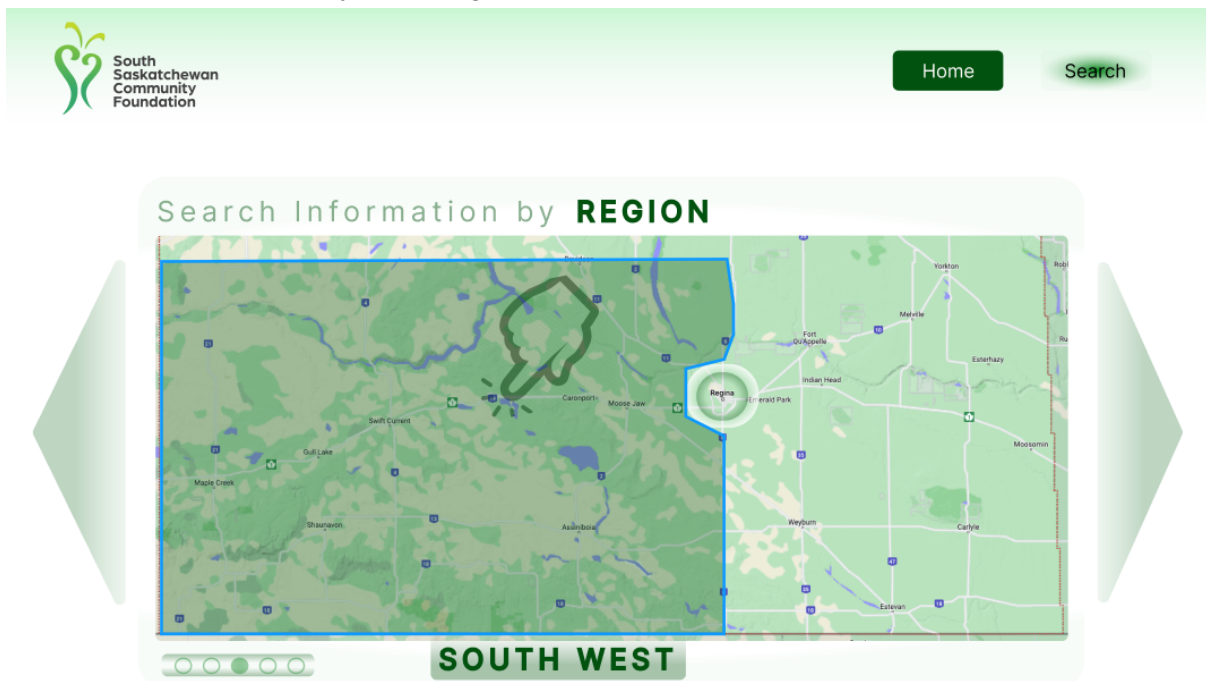 South
Saskatchewan
Community
Foundation
Home
Search
Search Information by REGION
Davidson
Yorkton
Melville
Fort
Qu'Appelle
Esterhazy
Indian Head
Regina
Emerald Park
Caronport
Moose Jaw
Swift Current
Gull Lake
Maple Creek
Moosomin
Shaunavon
Assiniboia
Weyburn
Carlyle
Estevan
SOUTH WEST